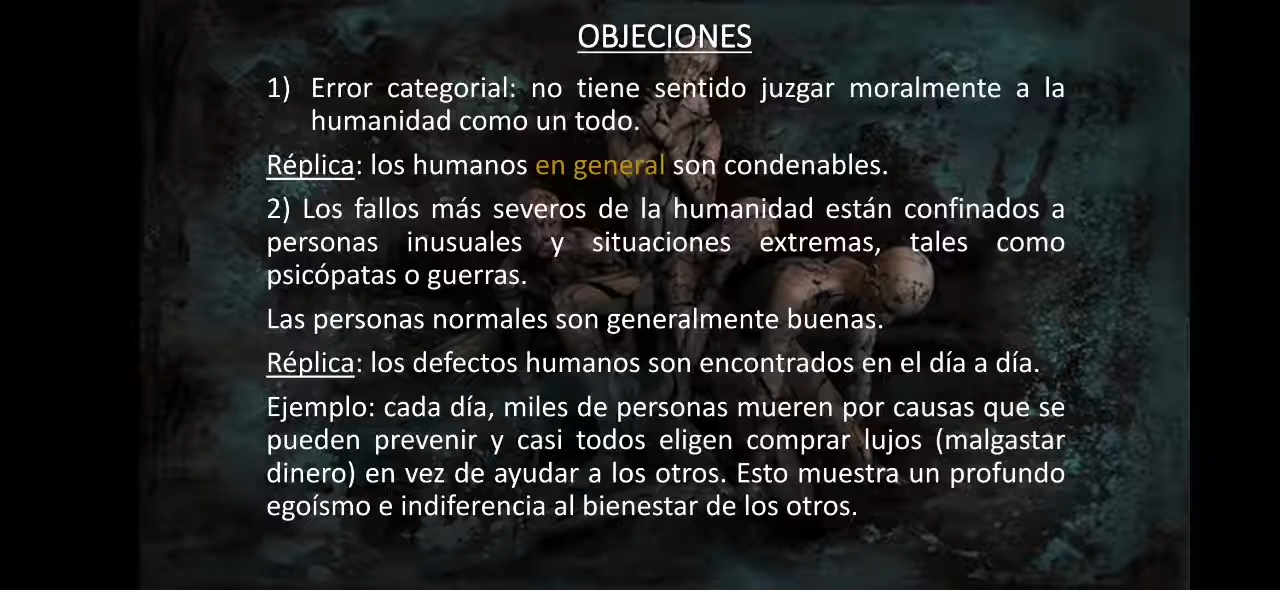 OBJECIONES
1) Error categorial: no tiene sentido juzgar moralmente a la
humanidad como un todo.
Réplica: los humanos en general son condenables.
2) Los fallos más severos de la humanidad están confinados a
personas inusuales y situaciones extremas, tales como
psicópatas o guerras.
Las personas normales son generalmente buenas.
Réplica: los defectos humanos son encontrados en el día a día.
Ejemplo: cada día, miles de personas mueren por causas que se
pueden prevenir y casi todos eligen comprar lujos (malgastar
dinero) en vez de ayudar a los otros. Esto muestra un profundo
egoísmo e indiferencia al bienestar de los otros.